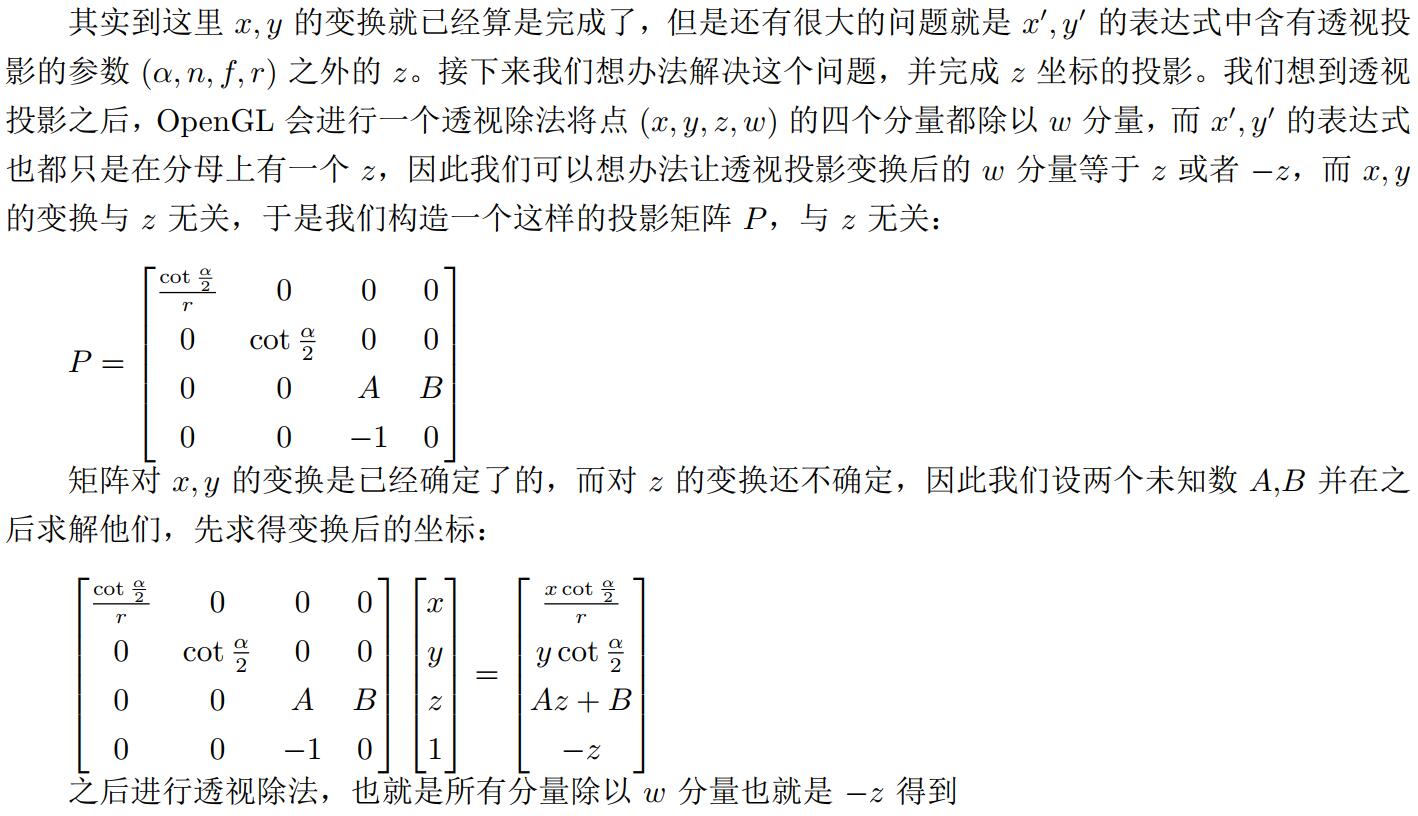 其实到这里 x, y 的变换就已经算是完成了，但是还有很大的问题就是 x′, y′ 的表达式中含有透视投
影的参数 (α, n, f, r) 之外的 z。接下来我们想办法解决这个问题，并完成 z 坐标的投影。我们想到透视
投影之后，OpenGL 会进行一个透视除法将点 (x, y, z, w) 的四个分量都除以 w 分量，而 x′, y′ 的表达式
也都只是在分母上有一个 z，因此我们可以想办法让透视投影变换后的 w 分量等于 z 或者 −z，而 x, y
的变换与 z 无关，于是我们构造一个这样的投影矩阵 P，与 z 无关：
P = \begin{bmatrix} \frac{\cot\frac{α}{2}}{r} & 0 & 0 & 0 \\ 0 & \cot\frac{α}{2} & 0 & 0 \\ 0 & 0 & A & B \\ 0 & 0 & −1 & 0 \end{bmatrix}
矩阵对 x, y 的变换是已经确定了的，而对 z 的变换还不确定，因此我们设两个未知数 A,B 并在之
后求解他们，先求得变换后的坐标：
\begin{bmatrix} \frac{\cot\frac{α}{2}}{r} & 0 & 0 & 0 \\ 0 & \cot\frac{α}{2} & 0 & 0 \\ 0 & 0 & A & B \\ 0 & 0 & −1 & 0 \end{bmatrix} \begin{bmatrix} x \\ y \\ z \\ 1 \end{bmatrix} = \begin{bmatrix} \frac{x\cot\frac{α}{2}}{r} \\ y\cot\frac{α}{2} \\ Az + B \\ −z \end{bmatrix}
之后进行透视除法，也就是所有分量除以 w 分量也就是 −z 得到